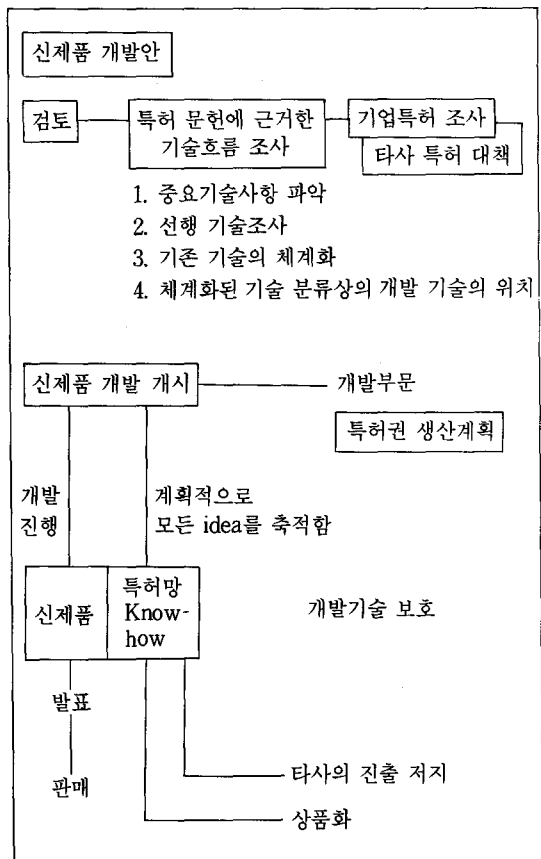 신제품 개발안
검토
특허 문헌에 근거한
기술흐름 조사
기업특허 조사
타사 특허 대책
1. 중요기술사항 파악
2. 선행 기술조사
3. 기존 기술의 체계화
4. 체계화된 기술 분류상의 개발 기술의 위치
신제품 개발 개시
개발부문
특허권 생산계획
개발
진행
계획적으로
모든 idea를 축적함
신제품
특허망
Know-
how
개발기술 보호
발표
판매
타사의 진출 저지
상품화